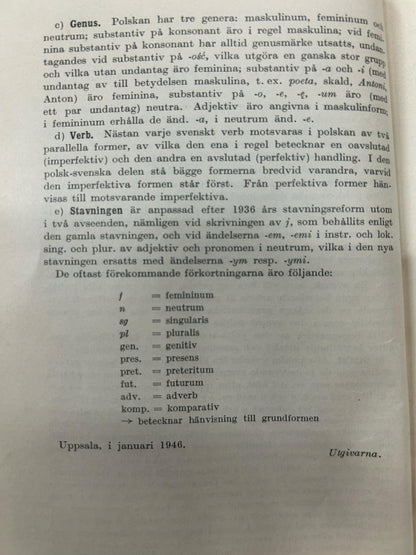 c) Genus. Polskan har tre genera: maskulinum, femininum och
neutrum; substantiv på konsonant äro i regel maskulina; vid femi-
nina substantiv på konsonant har alltid genusmärke utsatts, undan-
tagandes vid substantiv på -ość, vilka utgöra en ganska stor grupp
och vilka utan undantag äro feminina; substantiv på -a och -i (med
undantag av till betydelsen maskulina, t. ex. poeta, skald, Antoni,
Anton) äro feminina, substantiv på -o, -e, -ę, -um äro (med
ett par undantag) neutra. Adjektiv äro angivna i maskulinform;
i femininum erhålla de änd. -a, i neutrum änd. -e.
d) Verb. Nästan varje svenskt verb motsvaras i polskan av två
parallella former, av vilka den ena i regel betecknar en oavslutad
(imperfektiv) och den andra en avslutad (perfektiv) handling. I den
polsk-svenska delen stå bägge formerna bredvid varandra, varvid
den imperfektiva formen står först. Från perfektiva former hän-
visas till motsvarande imperfektiva.
e) Stavningen är anpassad efter 1936 års stavningsreform utom
i två avseenden, nämligen vid skrivningen av j, som behållits enligt
den gamla stavningen, och vid ändelserna -em, -emi i instr. och lok.
sing. och plur. av adjektiv och pronomen i neutrum, vilka i den nya
stavningen ersatts med ändelserna -ym resp. -ymi.
De oftast förekommande förkortningarna äro följande:
f = femininum
n = neutrum
sg = singularis
pl = pluralis
gen. = genitiv
pres. = presens
pret. = preteritum
fut. = futurum
adv. = adverb
komp. = komparativ
→ betecknar hänvisning till grundformen
Uppsala, i januari 1946.
Utgivarna.